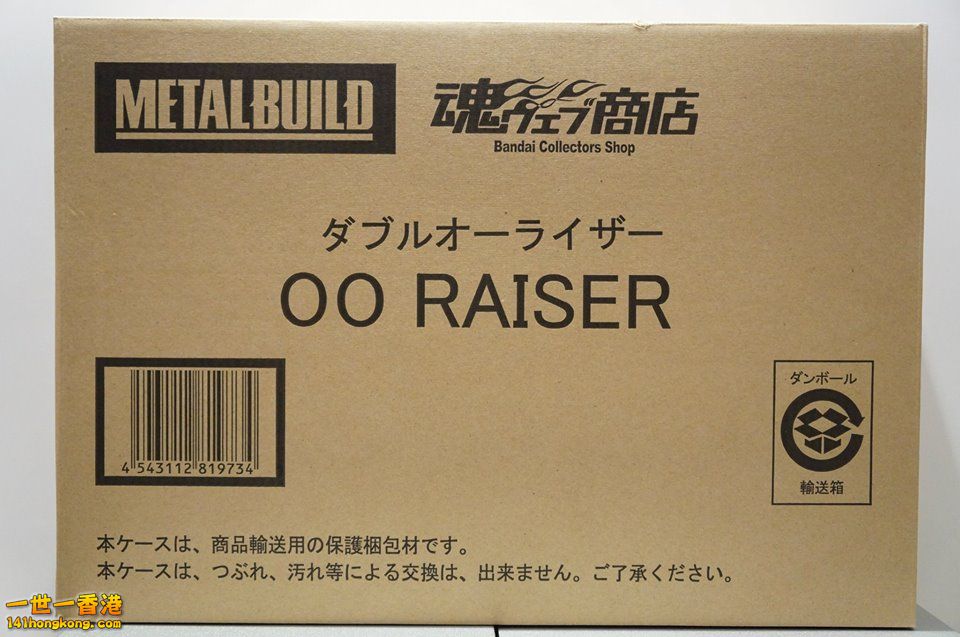 METAL BUILD
魂ウェブ商店
Bandai Collectors Shop
ダブルオーライザー
OO RAISER
4 543112 819734
ダンボール
輸送箱
本ケースは、商品輸送用の保護梱包材です。
本ケースは、つぶれ、汚れ等による交換は、出来ません。ご了承ください。
一世一香港
141hongkong.com